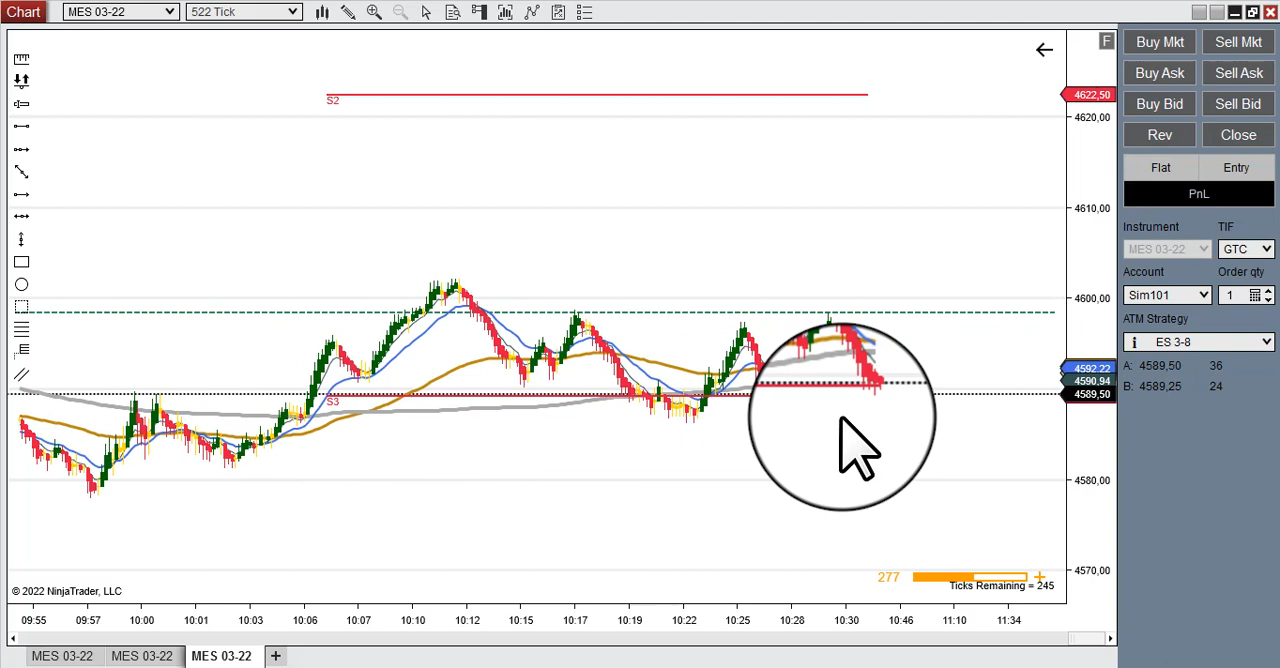 Chart MES 03-22 522 Tick
F
Buy Mkt Sell Mkt
Buy Ask Sell Ask
Buy Bid Sell Bid
Rev Close
Flat Entry
PnL
Instrument TIF
MES 03-22 GTC
Account Order qty
Sim101 1
ATM Strategy
i ES 3-8
A: 4589,50 36
B: 4589,25 24
S2
S3
4622,50
4620,00
4610,00
4600,00
4592,22
4590,94
4589,50
4580,00
4570,00
277
Ticks Remaining = 245
© 2022 NinjaTrader, LLC
09:55 09:57 10:00 10:01 10:03 10:06 10:07 10:10 10:12 10:15 10:17 10:19 10:22 10:25 10:28 10:30 10:46 11:10 11:34
MES 03-22 MES 03-22 MES 03-22 +